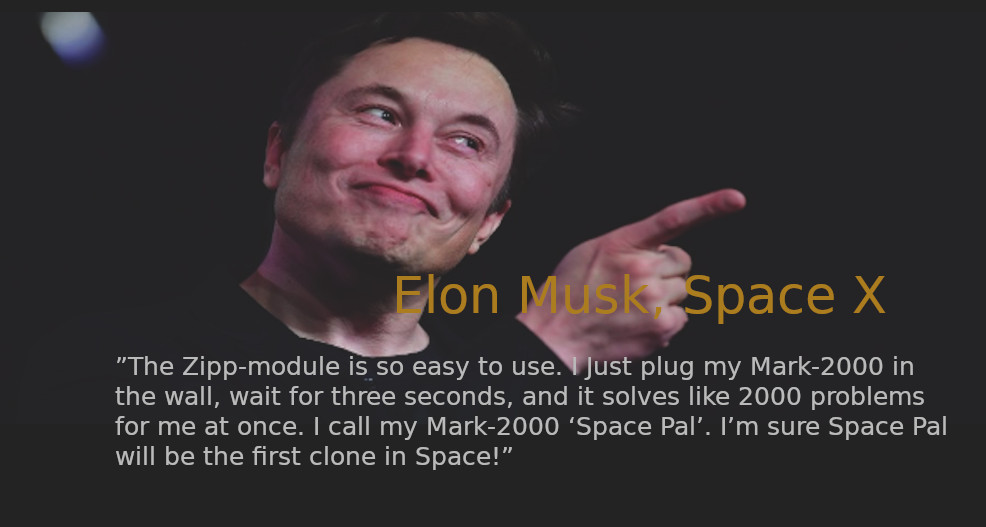 Elon Musk, Space X
”The Zipp-module is so easy to use. I Just plug my Mark-2000 in
the wall, wait for three seconds, and it solves like 2000 problems
for me at once. I call my Mark-2000 ‘Space Pal’. I’m sure Space Pal
will be the first clone in Space!”